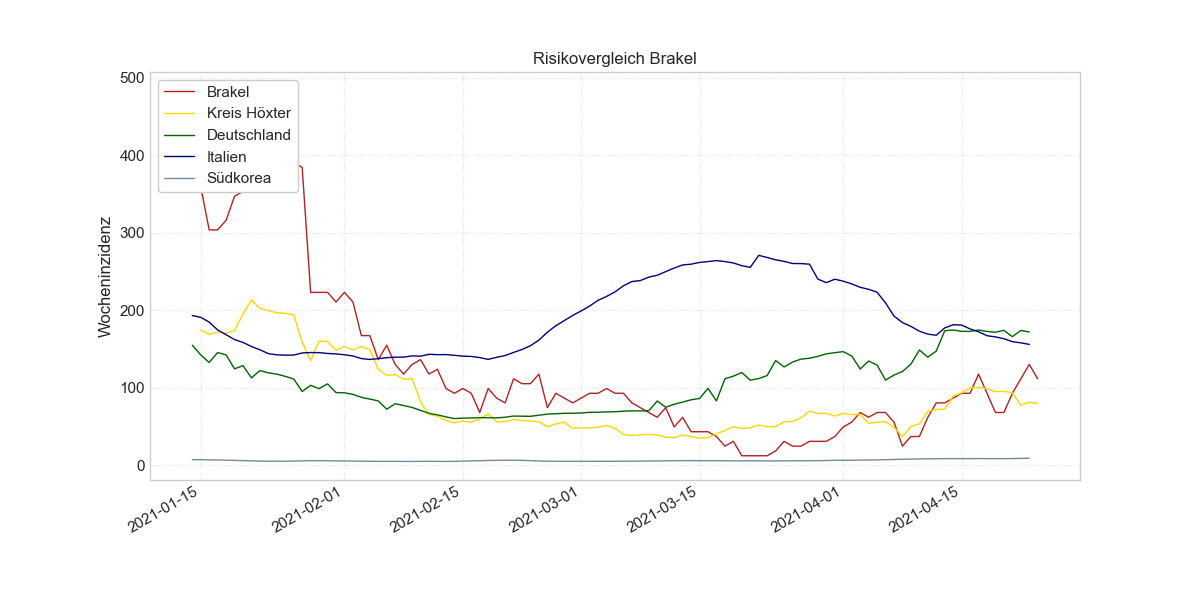 Risikovergleich Brakel
Wocheninzidenz
500
400
300
200
100
0
Brakel
Kreis Höxter
Deutschland
Italien
Südkorea
2021-01-15
2021-02-01
2021-02-15
2021-03-01
2021-03-15
2021-04-01
2021-04-15